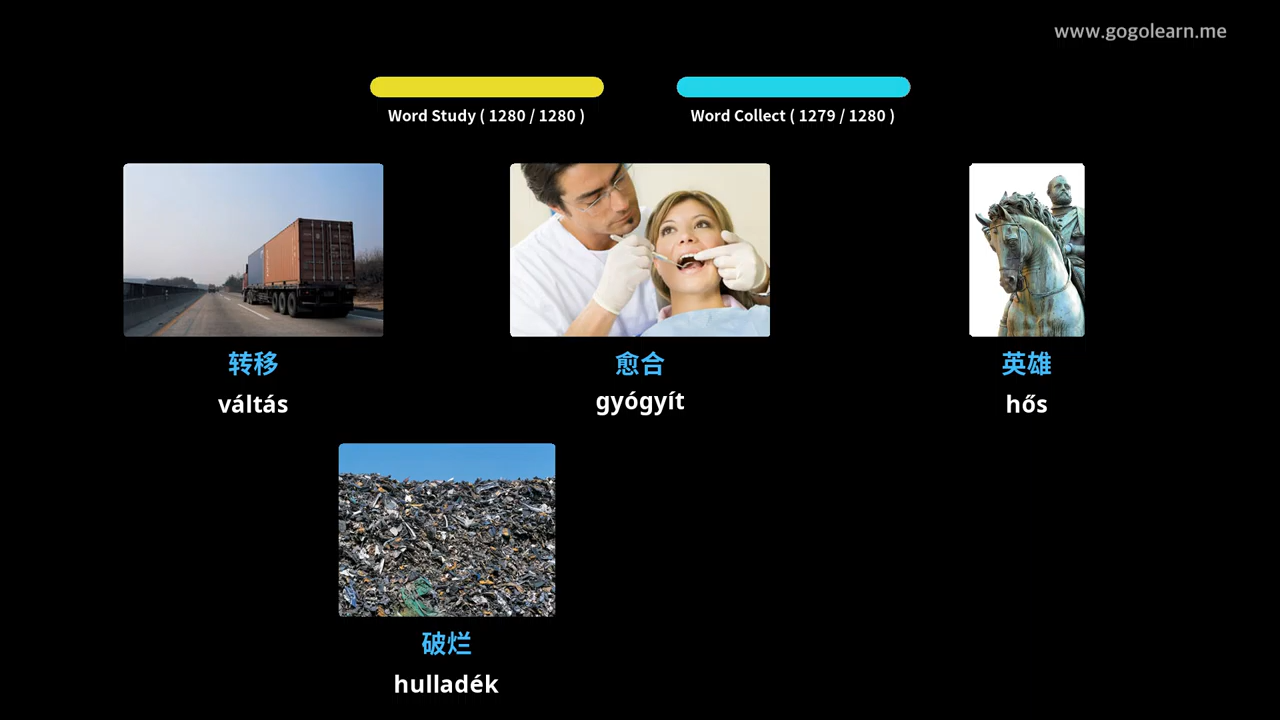 www.gogolearn.me
Word Study ( 1280 / 1280 )
Word Collect ( 1279 / 1280 )
转移
愈合
英雄
váltás
gyógyít
hős
破烂
hulladék